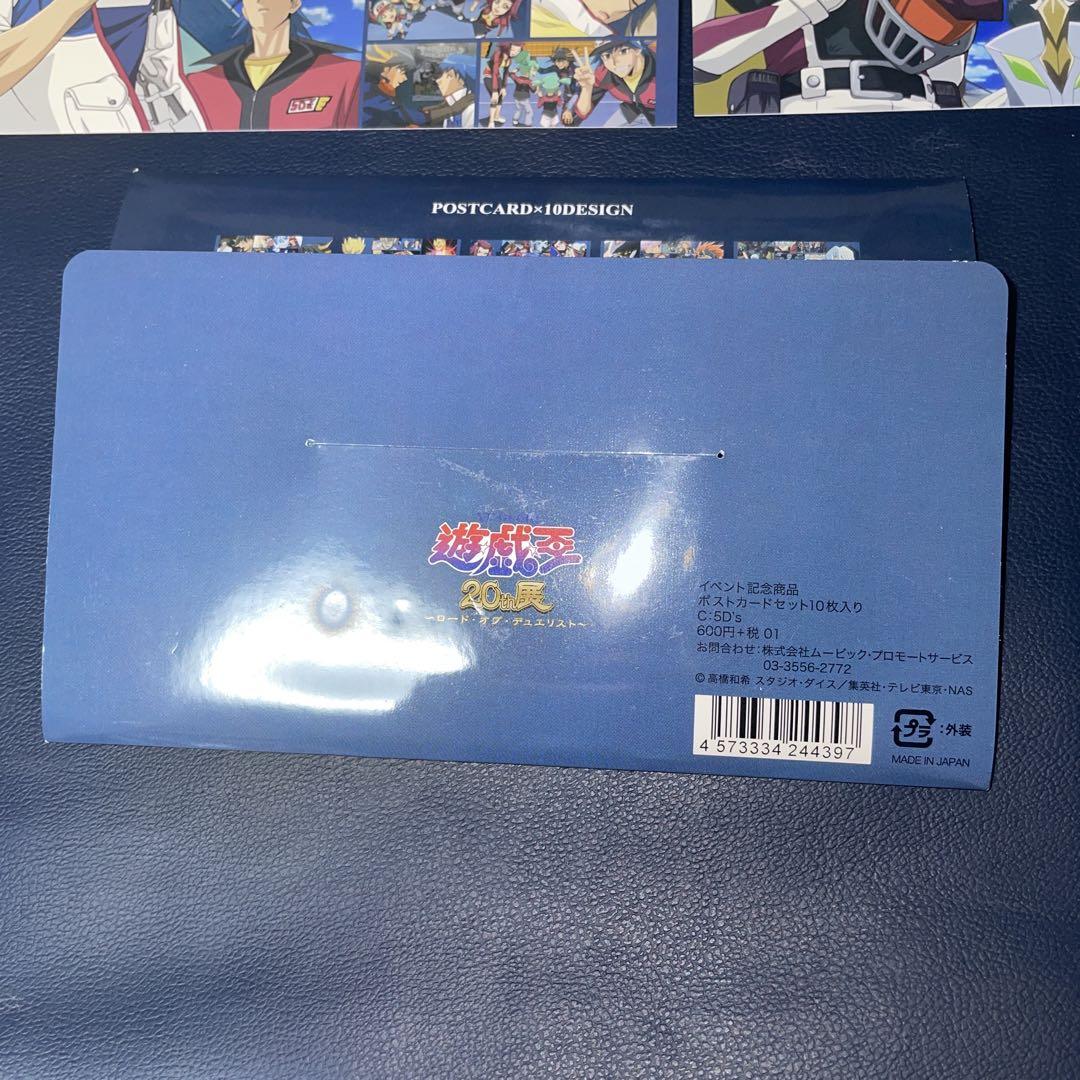 POSTCARD×10DESIGN
遊戯王
20th展
～ロード・オブ・デュエリスト～
イベント記念商品
ポストカードセット10枚入り
C:5D's
600円+税 01
お問合わせ:株式会社ムービック・プロモートサービス
03-3556-2772
© 高橋和希 スタジオ・ダイス／集英社・テレビ東京・NAS
4 573334 244397
プラ :外装
MADE IN JAPAN